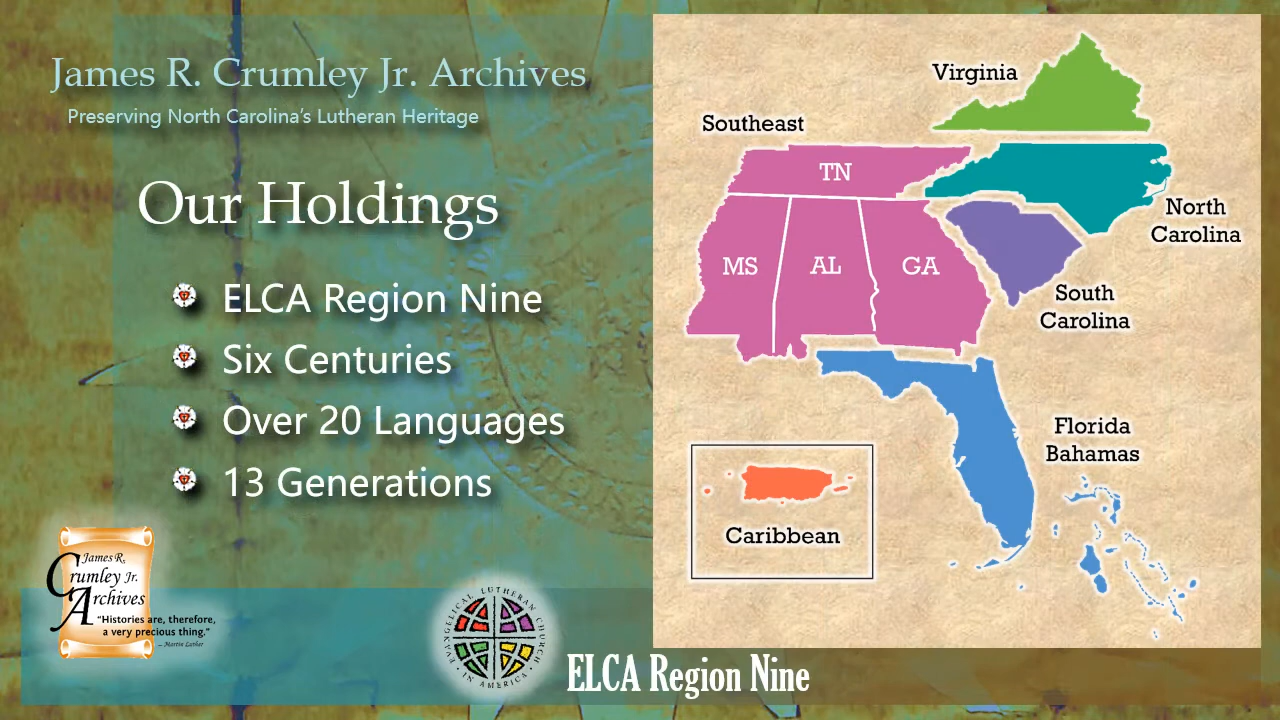 James R. Crumley Jr. Archives
Preserving North Carolina's Lutheran Heritage
Our Holdings
ELCA Region Nine
Six Centuries
Over 20 Languages
13 Generations
James R.
Crumley Jr.
Archives
"Histories are, therefore,
a very precious thing."
– Martin Luther
EVANGELICAL LUTHERAN CHURCH
IN AMERICA
ELCA Region Nine
Virginia
Southeast
TN
North
Carolina
MS
AL
GA
South
Carolina
Florida
Bahamas
Caribbean